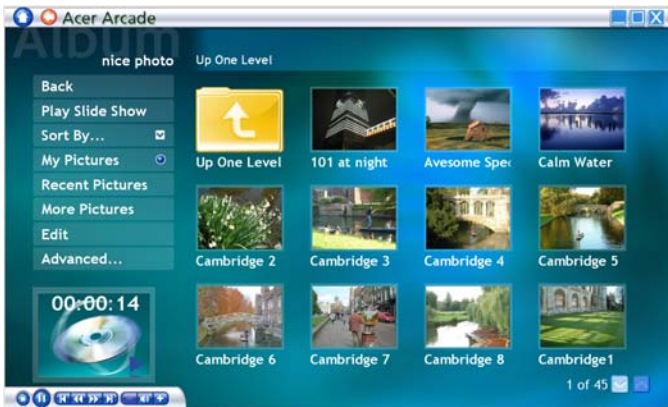 Acer Arcade
Album
nice photo
Up One Level
Back
Play Slide Show
Sort By...
My Pictures
Recent Pictures
More Pictures
Edit
Advanced...
00:00:14
Up One Level
101 at night
Avesome Spec
Calm Water
Cambridge 2
Cambridge 3
Cambridge 4
Cambridge 5
Cambridge 6
Cambridge 7
Cambridge 8
Cambridge1
1 of 45